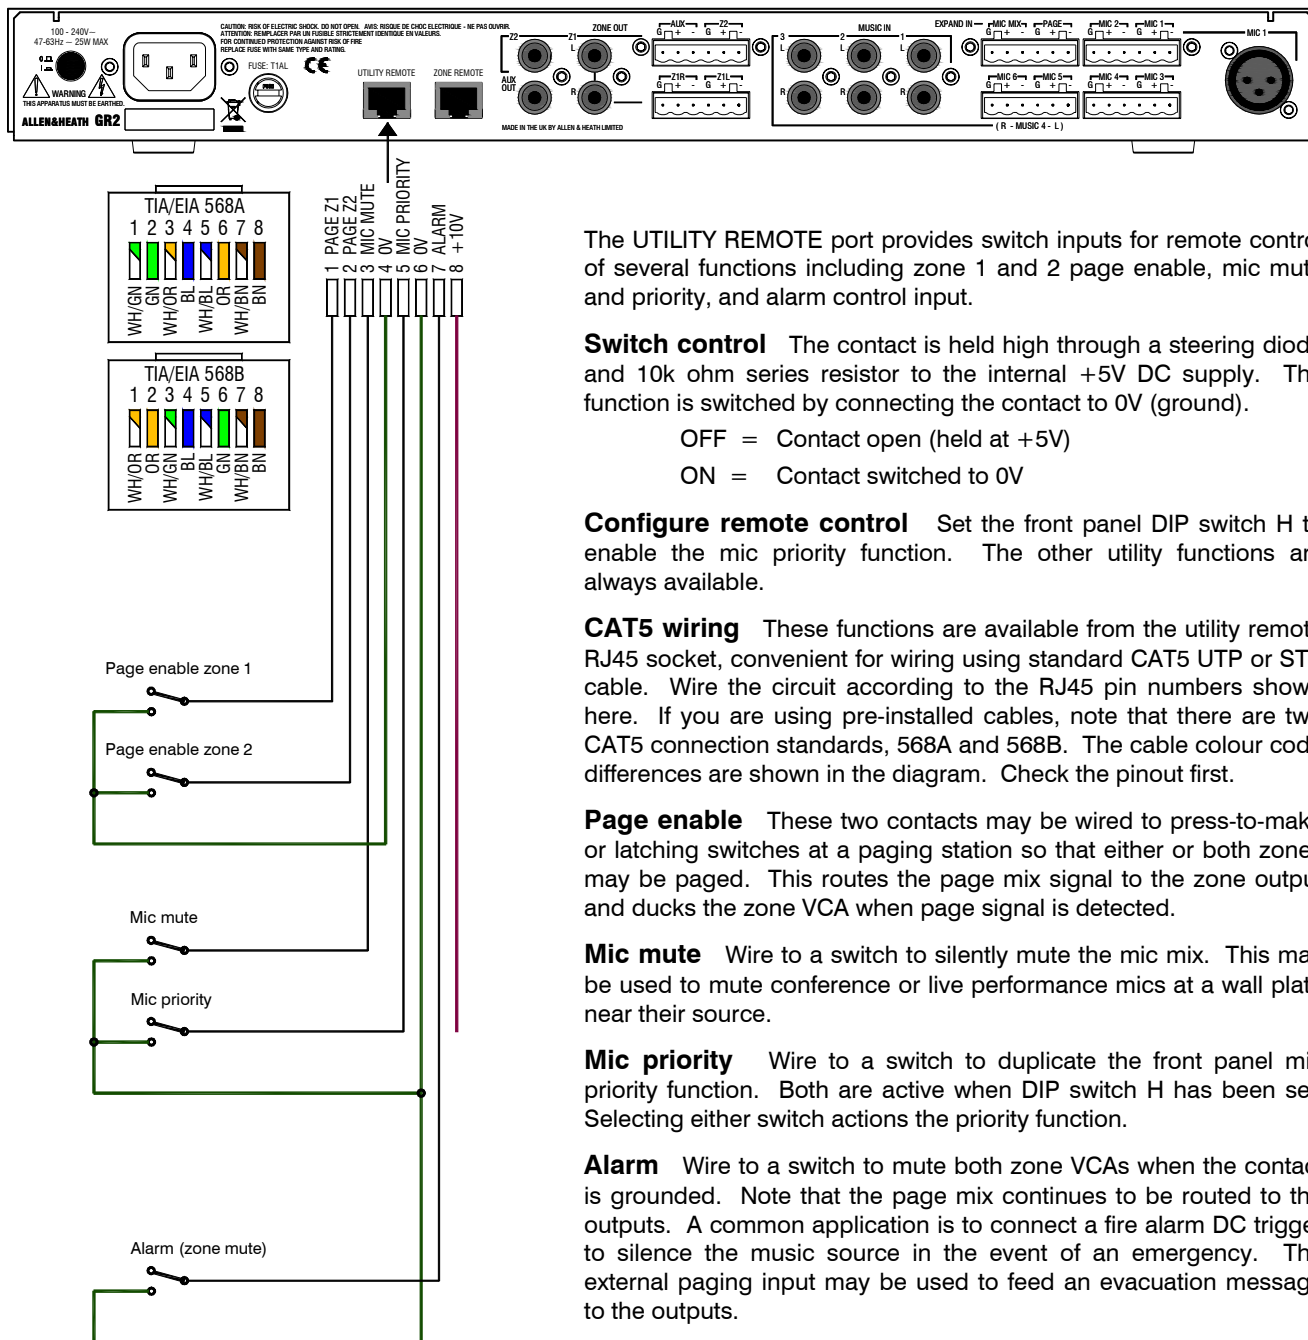 100 - 240V~
47-63Hz ~ 25W MAX
WARNING
THIS APPARATUS MUST BE EARTHED.
ALLEN&HEATH GR2
CAUTION: RISK OF ELECTRIC SHOCK. DO NOT OPEN. AVIS: RISQUE DE CHOC ELECTRIQUE - NE PAS OUVRIR.
ATTENTION: REMPLACER PAR UN FUSIBLE STRICTEMENT IDENTIQUE EN VALEURS.
FOR CONTINUED PROTECTION AGAINST RISK OF FIRE
REPLACE FUSE WITH SAME TYPE AND RATING.
FUSE: T1AL
CE
UTILITY REMOTE
ZONE REMOTE
Z2 Z1 ZONE OUT
L
AUX OUT
R
MADE IN THE UK BY ALLEN & HEATH LIMITED
AUX Z2
G + - G + -
Z1R Z1L
G + - G + -
3 2 MUSIC IN 1
L L L
R R R
EXPAND IN MIC MIX PAGE
G + - G + -
MIC 2 MIC 1
G + - G + -
MIC 6 MIC 5
G + - G + -
MIC 4 MIC 3
G + - G + -
( R - MUSIC 4 - L )
MIC 1
TIA/EIA 568A
1 2 3 4 5 6 7 8
WH/GN
GN
WH/OR
BL
WH/BL
OR
WH/BN
BN
TIA/EIA 568B
1 2 3 4 5 6 7 8
WH/OR
OR
WH/GN
BL
WH/BL
GN
WH/BN
BN
1 PAGE Z1
2 PAGE Z2
3 MIC MUTE
4 0V
5 MIC PRIORITY
6 0V
7 ALARM
8 +10V
Page enable zone 1
Page enable zone 2
Mic mute
Mic priority
Alarm (zone mute)
The UTILITY REMOTE port provides switch inputs for remote contro
of several functions including zone 1 and 2 page enable, mic mut
and priority, and alarm control input.
Switch control The contact is held high through a steering diod
and 10k ohm series resistor to the internal +5V DC supply. Th
function is switched by connecting the contact to 0V (ground).
OFF = Contact open (held at +5V)
ON = Contact switched to 0V
Configure remote control Set the front panel DIP switch H t
enable the mic priority function. The other utility functions ar
always available.
CAT5 wiring These functions are available from the utility remot
RJ45 socket, convenient for wiring using standard CAT5 UTP or ST
cable. Wire the circuit according to the RJ45 pin numbers show
here. If you are using pre-installed cables, note that there are tw
CAT5 connection standards, 568A and 568B. The cable colour cod
differences are shown in the diagram. Check the pinout first.
Page enable These two contacts may be wired to press-to-mak
or latching switches at a paging station so that either or both zone
may be paged. This routes the page mix signal to the zone outpu
and ducks the zone VCA when page signal is detected.
Mic mute Wire to a switch to silently mute the mic mix. This ma
be used to mute conference or live performance mics at a wall plat
near their source.
Mic priority Wire to a switch to duplicate the front panel mi
priority function. Both are active when DIP switch H has been se
Selecting either switch actions the priority function.
Alarm Wire to a switch to mute both zone VCAs when the contac
is grounded. Note that the page mix continues to be routed to th
outputs. A common application is to connect a fire alarm DC trigge
to silence the music source in the event of an emergency. Th
external paging input may be used to feed an evacuation messag
to the outputs.